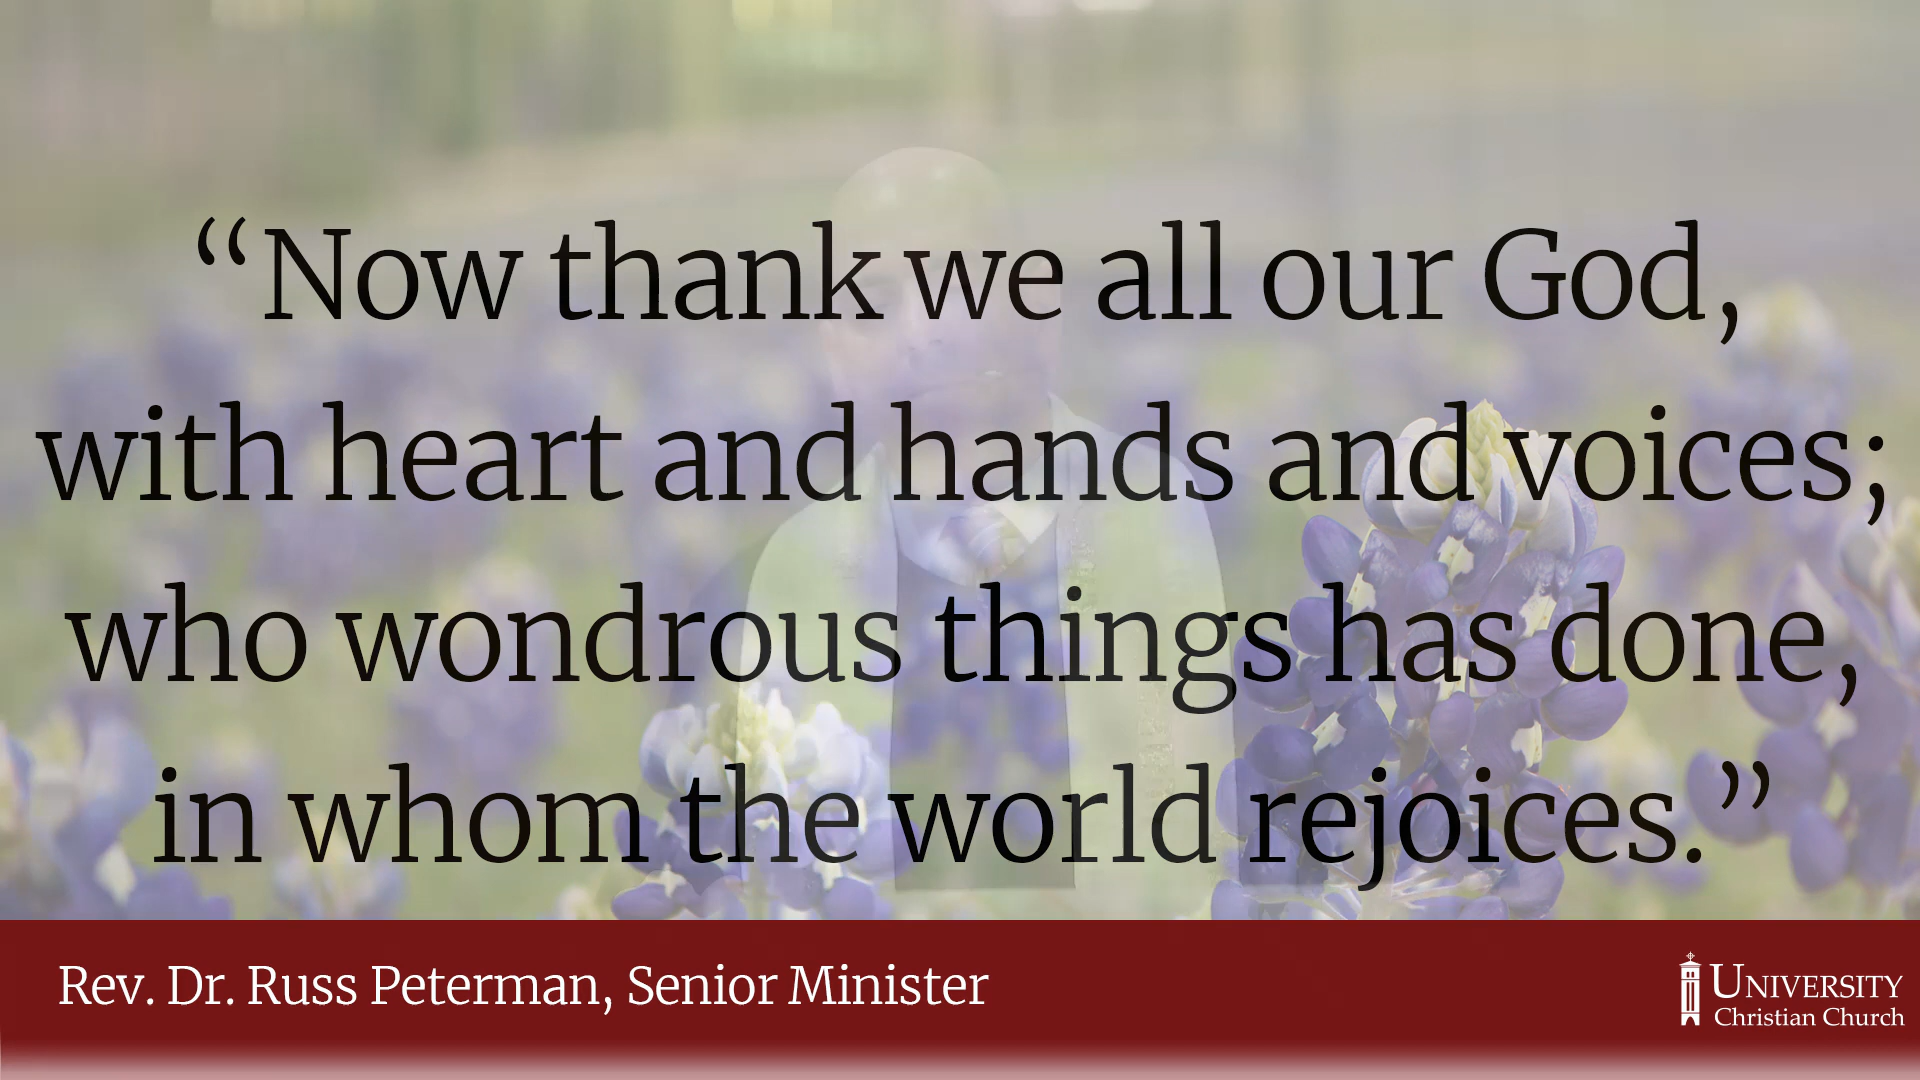 “Now thank we all our God,
with heart and hands and voices;
who wondrous things has done,
in whom the world rejoices.”
Rev. Dr. Russ Peterman, Senior Minister
UNIVERSITY
Christian Church